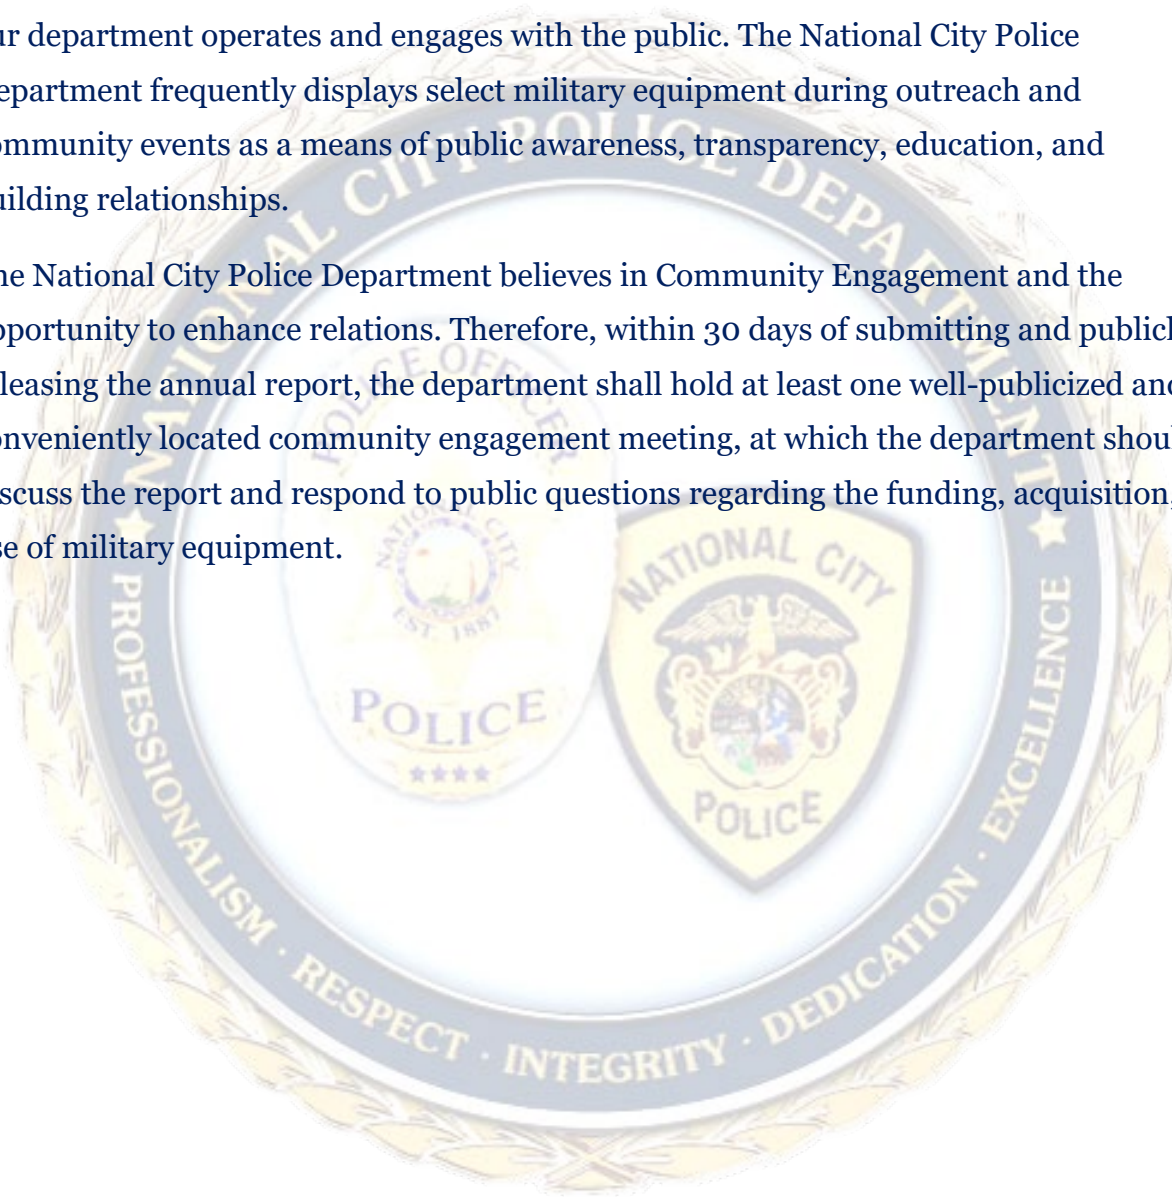 ur department operates and engages with the public. The National City Police
epartment frequently displays select military equipment during outreach and
ommunity events as a means of public awareness, transparency, education, and
uilding relationships.
he National City Police Department believes in Community Engagement and the
pportunity to enhance relations. Therefore, within 30 days of submitting and publicl
leasing the annual report, the department shall hold at least one well-publicized and
onveniently located community engagement meeting, at which the department shoul
scuss the report and respond to public questions regarding the funding, acquisition,
se of military equipment.
NATIONAL CITY POLICE DEPARTMENT
POLICE OFFICER
NATIONAL CITY
EST. 1887
POLICE
NATIONAL CITY
POLICE
PROFESSIONALISM · RESPECT · INTEGRITY · DEDICATION · EXCELLENCE